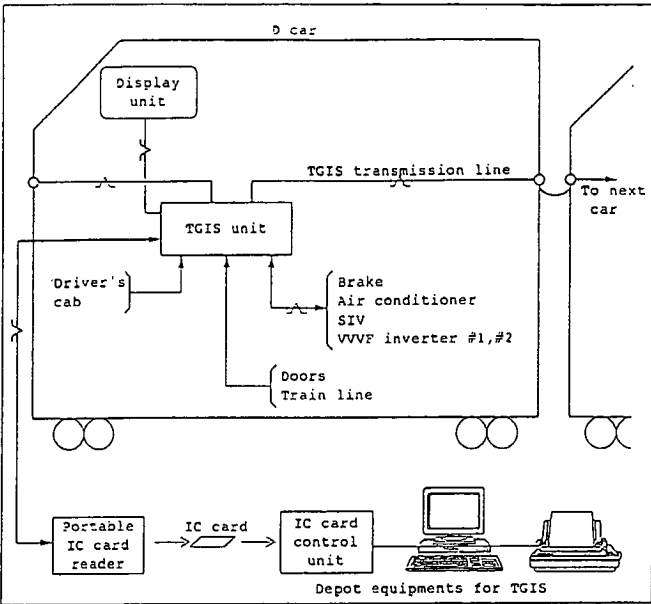 D car
Display
unit
TGIS transmission line
To next
car
TGIS unit
Driver's
cab
Brake
Air conditioner
SIV
VVVF inverter #1,#2
Doors
Train line
Portable
IC card
reader
IC card
IC card
control
unit
Depot equipments for TGIS